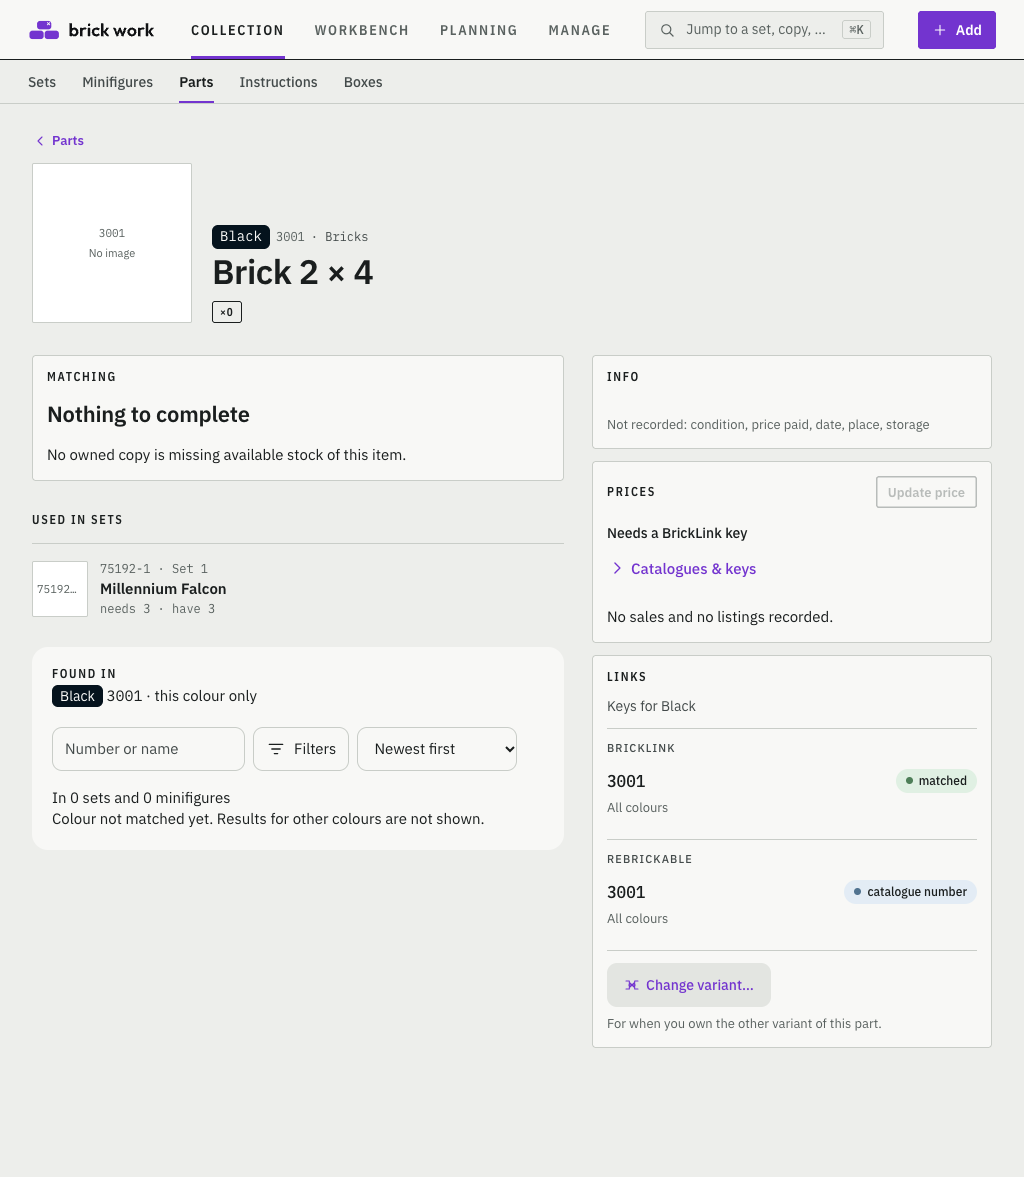 brick work
COLLECTION
WORKBENCH
PLANNING
MANAGE
Jump to a set, copy, ...
⌘K
Add
Sets
Minifigures
Parts
Instructions
Boxes
Parts
3001
No image
Black 3001 · Bricks
Brick 2 × 4
×0
MATCHING
Nothing to complete
No owned copy is missing available stock of this item.
USED IN SETS
75192…
75192-1 · Set 1
Millennium Falcon
needs 3 · have 3
FOUND IN
Black 3001 · this colour only
Number or name
Filters
Newest first
In 0 sets and 0 minifigures
Colour not matched yet. Results for other colours are not shown.
INFO
Not recorded: condition, price paid, date, place, storage
PRICES
Update price
Needs a BrickLink key
Catalogues & keys
No sales and no listings recorded.
LINKS
Keys for Black
BRICKLINK
3001
matched
All colours
REBRICKABLE
3001
catalogue number
All colours
Change variant…
For when you own the other variant of this part.